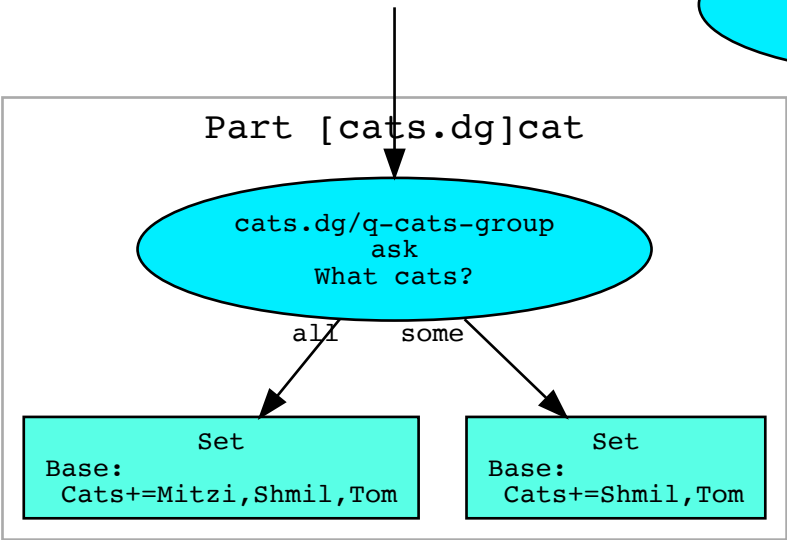 Part [cats.dg]cat
cats.dg/q-cats-group
ask
What cats?
all
some
Set
Base:
Cats+=Mitzi,Shmil,Tom
Set
Base:
Cats+=Shmil,Tom